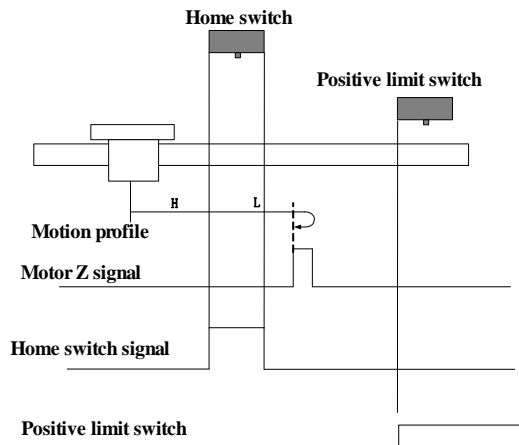 Home switch
Positive limit switch
H L
Motion profile
Motor Z signal
Home switch signal
Positive limit switch